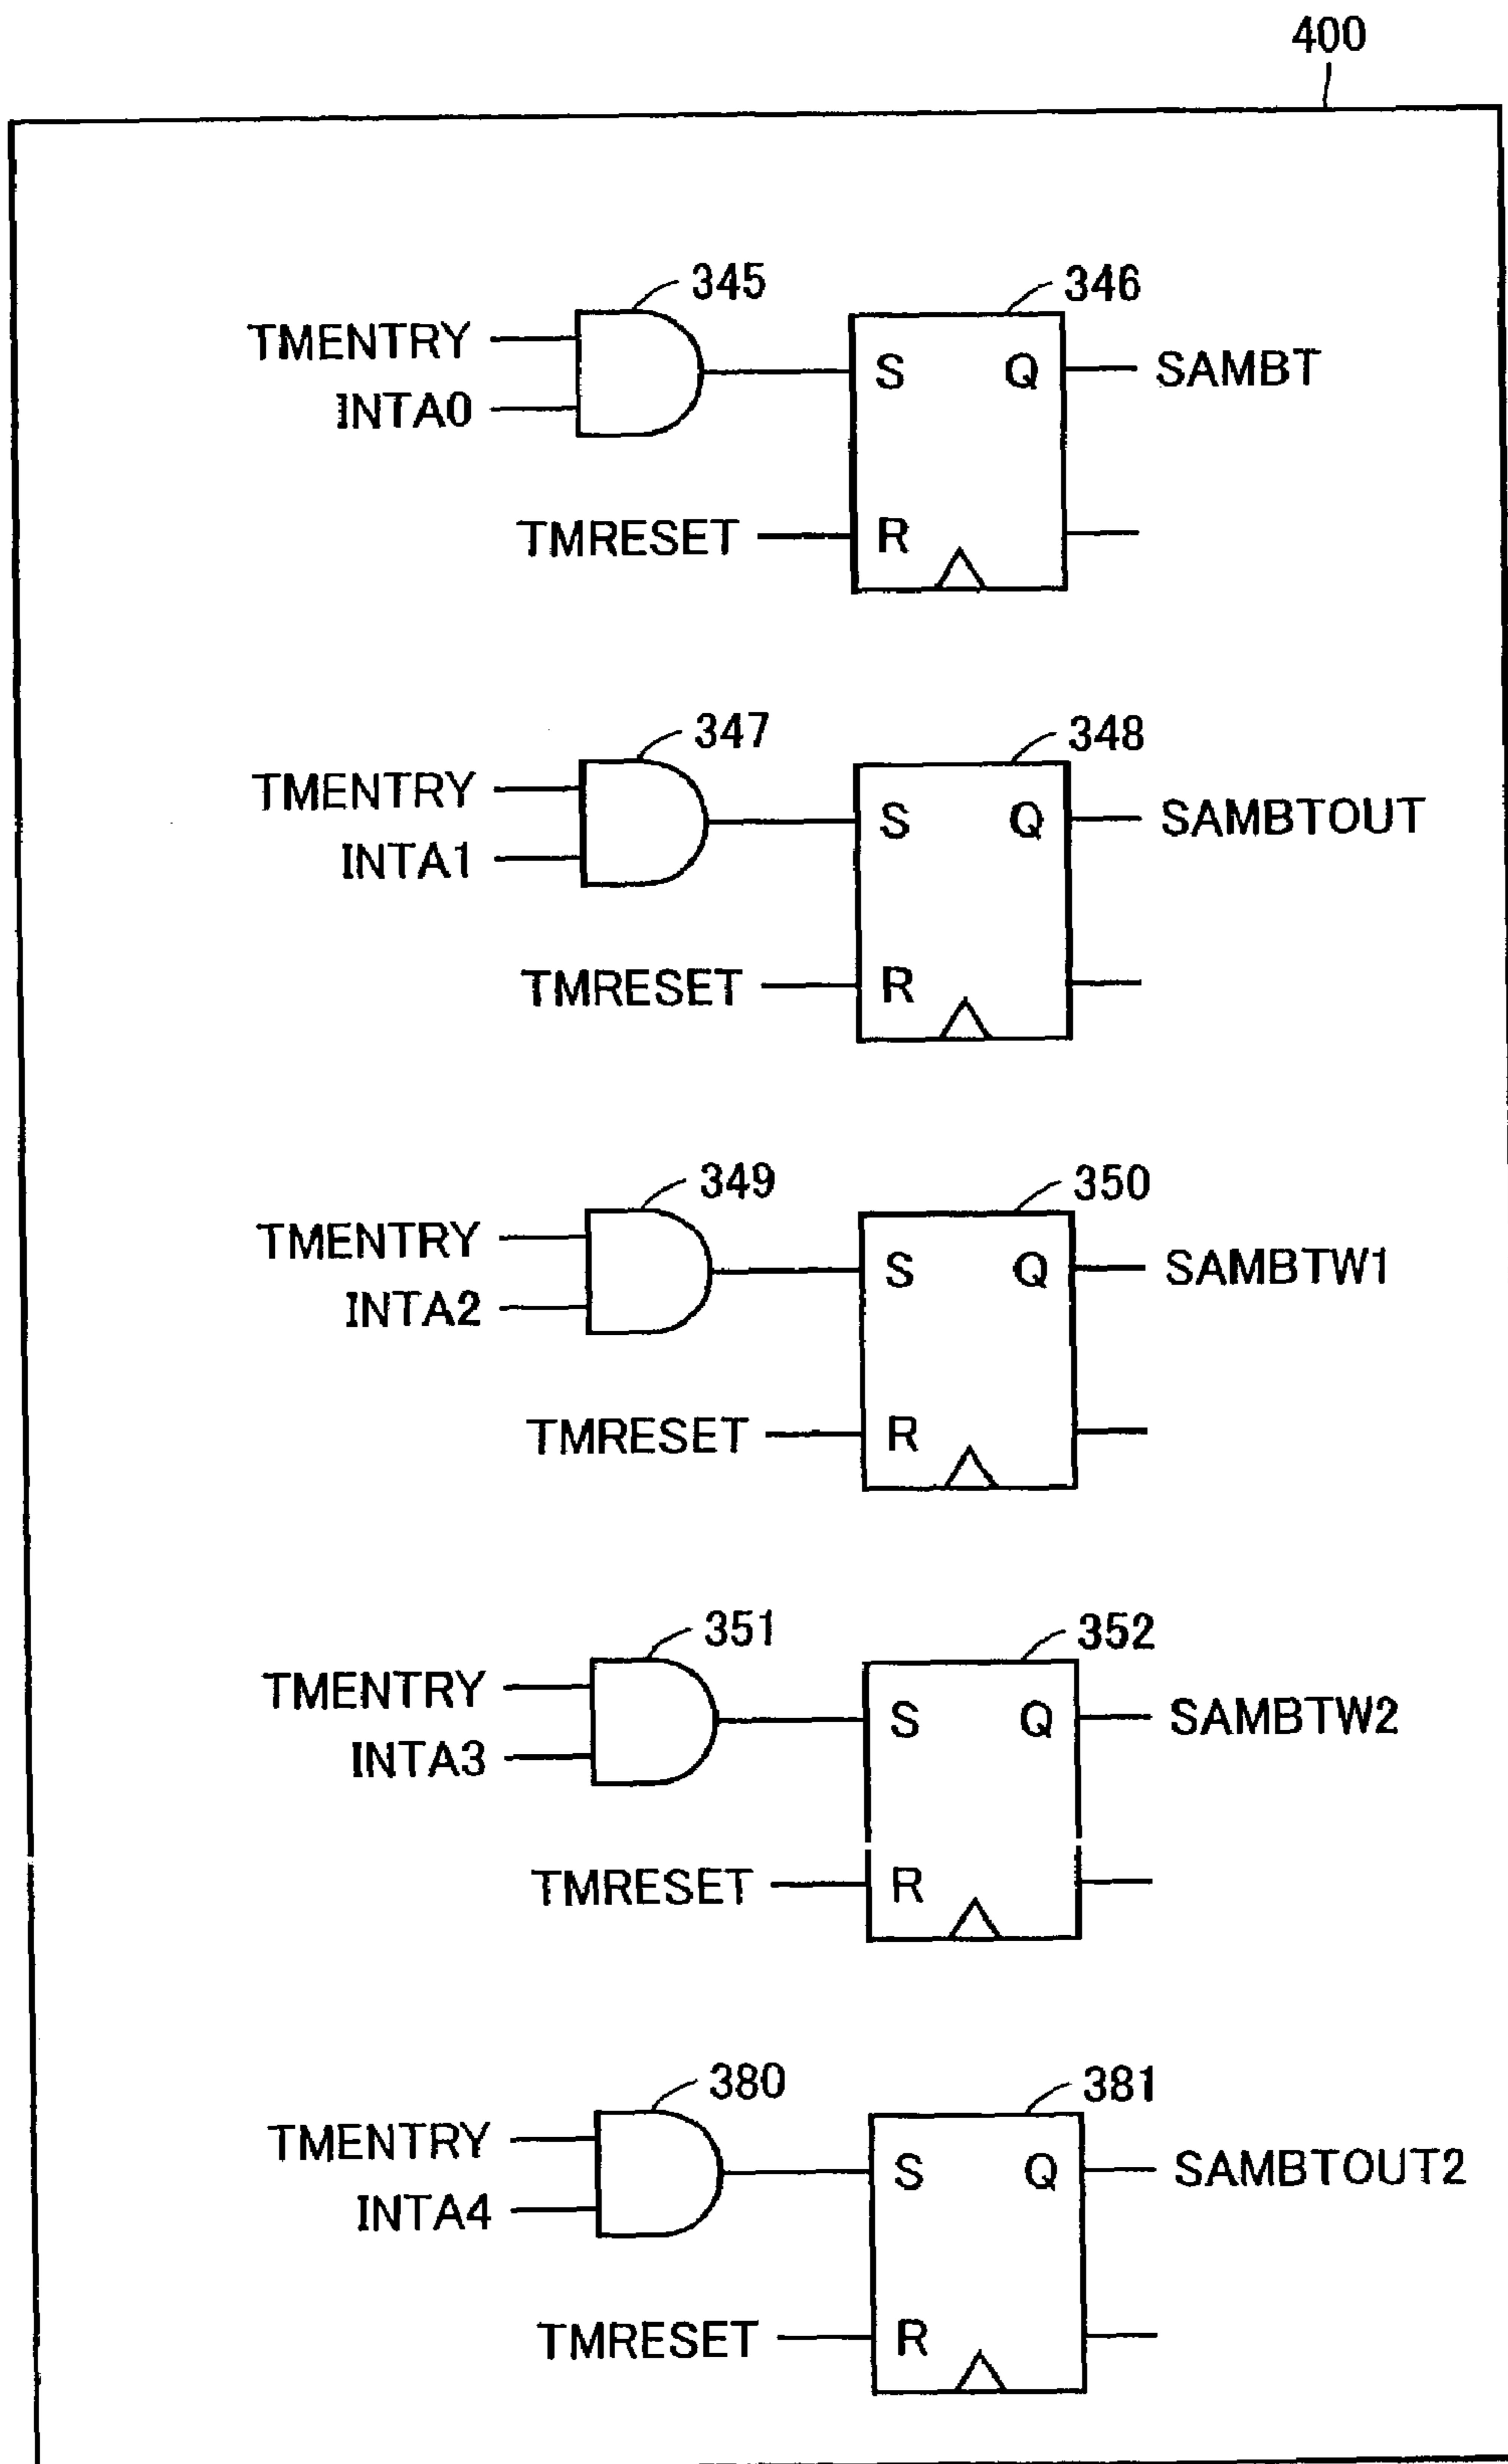 400
345
346
TMENTRY
S Q SAMBT
INTA0
TMRESET R
347
348
TMENTRY
S Q SAMBTOUT
INTA1
TMRESET R
349
350
TMENTRY
S Q SAMBTW1
INTA2
TMRESET R
351
352
TMENTRY
S Q SAMBTW2
INTA3
TMRESET R
380
381
TMENTRY
S Q SAMBTOUT2
INTA4
TMRESET R